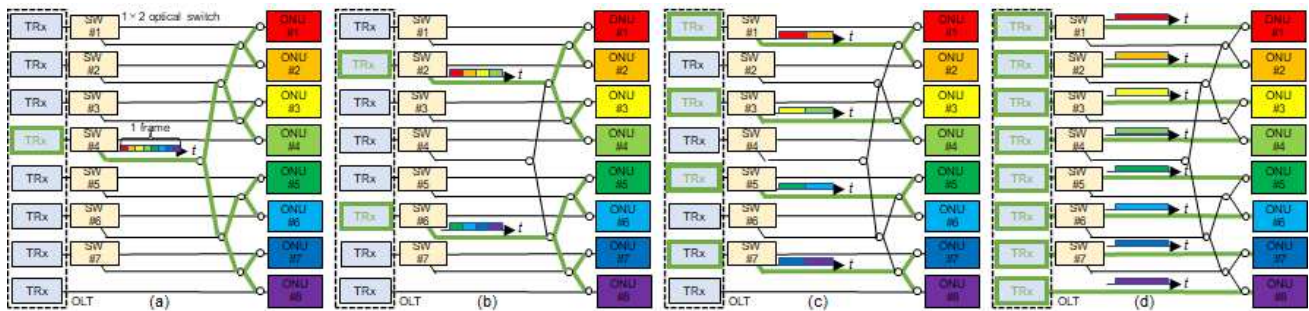 1×2 optical switch
TRx SW #1 ONU #1
TRx SW #2 ONU #2
TRx SW #3 ONU #3
1 frame
TRx SW #4 t ONU #4
TRx SW #5 ONU #5
TRx SW #6 ONU #6
TRx SW #7 ONU #7
TRx ONU #8
OLT (a)
TRx SW #1 ONU #1
TRx SW #2 t ONU #2
TRx SW #3 ONU #3
TRx SW #4 ONU #4
TRx SW #5 ONU #5
TRx SW #6 t ONU #6
TRx SW #7 ONU #7
TRx ONU #8
OLT (b)
TRx SW #1 t ONU #1
TRx SW #2 ONU #2
TRx SW #3 t ONU #3
TRx SW #4 ONU #4
TRx SW #5 t ONU #5
TRx SW #6 ONU #6
TRx SW #7 t ONU #7
TRx ONU #8
OLT (c)
TRx SW #1 t ONU #1
TRx SW #2 t ONU #2
TRx SW #3 t ONU #3
TRx SW #4 t ONU #4
TRx SW #5 t ONU #5
TRx SW #6 t ONU #6
TRx SW #7 t ONU #7
TRx t ONU #8
OLT (d)